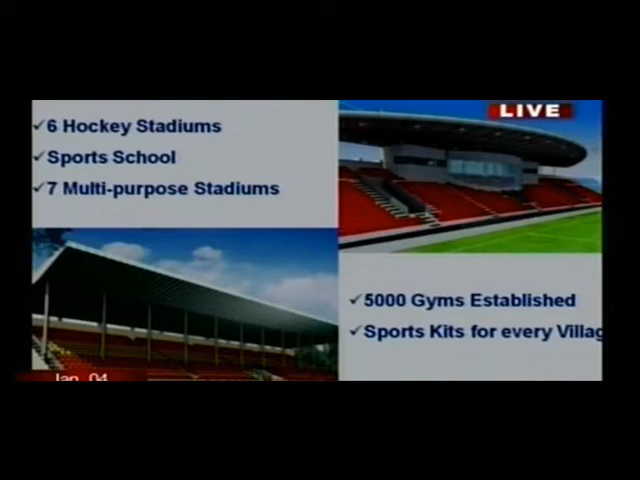 LIVE
✓6 Hockey Stadiums
✓Sports School
✓7 Multi-purpose Stadiums
✓5000 Gyms Established
✓Sports Kits for every Villag
Jan 04